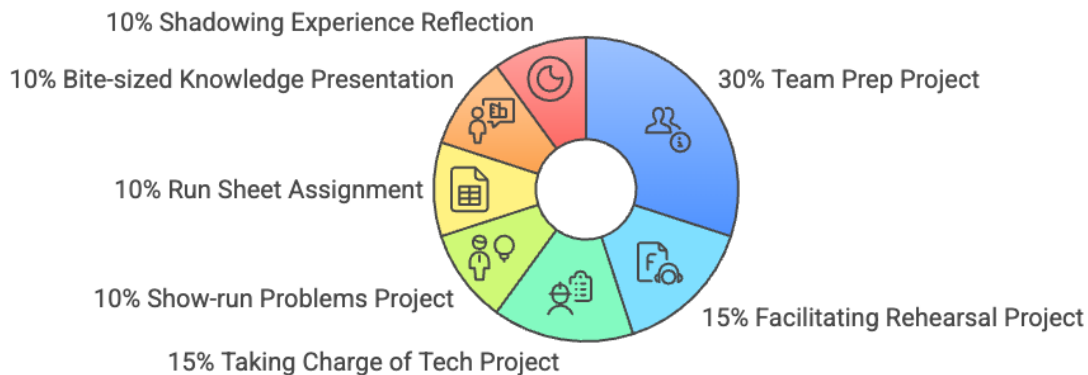 10% Shadowing Experience Reflection
10% Bite-sized Knowledge Presentation
30% Team Prep Project
10% Run Sheet Assignment
10% Show-run Problems Project
15% Facilitating Rehearsal Project
15% Taking Charge of Tech Project